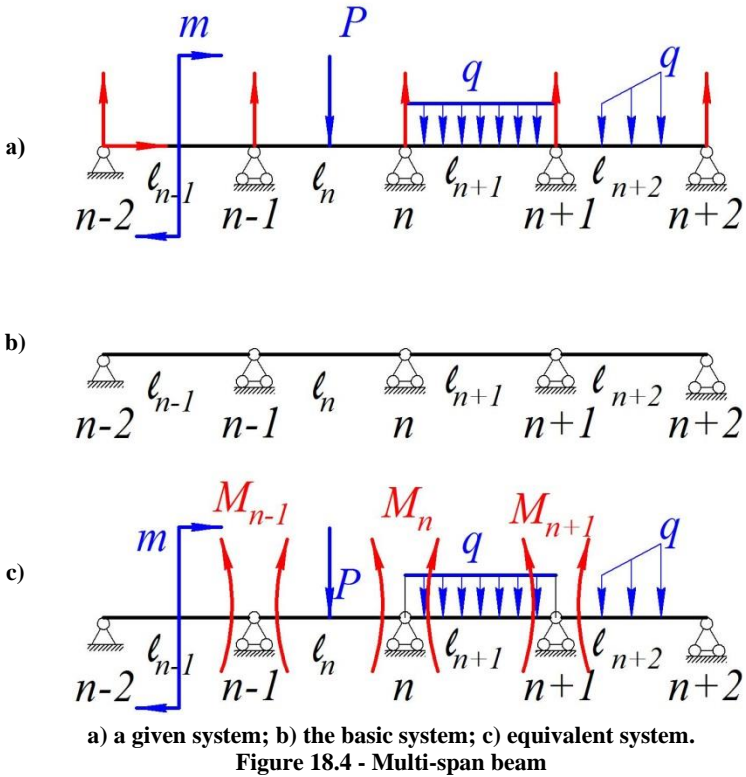 m P q q
a)
ℓn-1 ℓn ℓn+1 ℓn+2
n-2 n-1 n n+1 n+2
b)
ℓn-1 ℓn ℓn+1 ℓn+2
n-2 n-1 n n+1 n+2
Mn-1 Mn Mn+1
m q q
c) P
ℓn-1 ℓn ℓn+1 ℓn+2
n-2 n-1 n n+1 n+2
a) a given system; b) the basic system; c) equivalent system.
Figure 18.4 - Multi-span beam